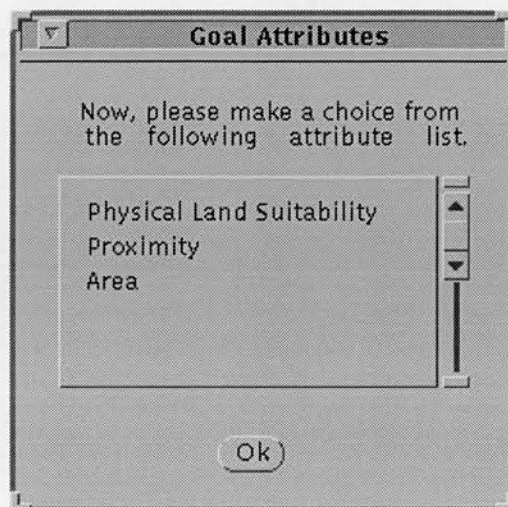 Goal Attributes
Now, please make a choice from
the following attribute list.
Physical Land Suitability
Proximity
Area
Ok